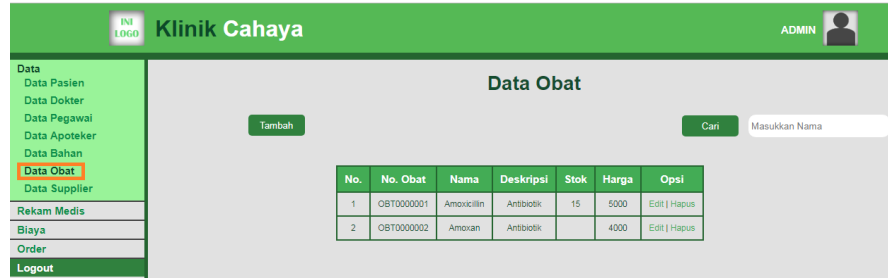 INI
LOGO
Klinik Cahaya
ADMIN
Data
Data Pasien
Data Dokter
Data Pegawai
Data Apoteker
Data Bahan
Data Obat
Data Supplier
Rekam Medis
Biaya
Order
Logout
Data Obat
Tambah
Cari Masukkan Nama
No. No. Obat Nama Deskripsi Stok Harga Opsi
1 OBT0000001 Amoxicillin Antibiotik 15 5000 Edit | Hapus
2 OBT0000002 Amoxan Antibiotik 4000 Edit | Hapus